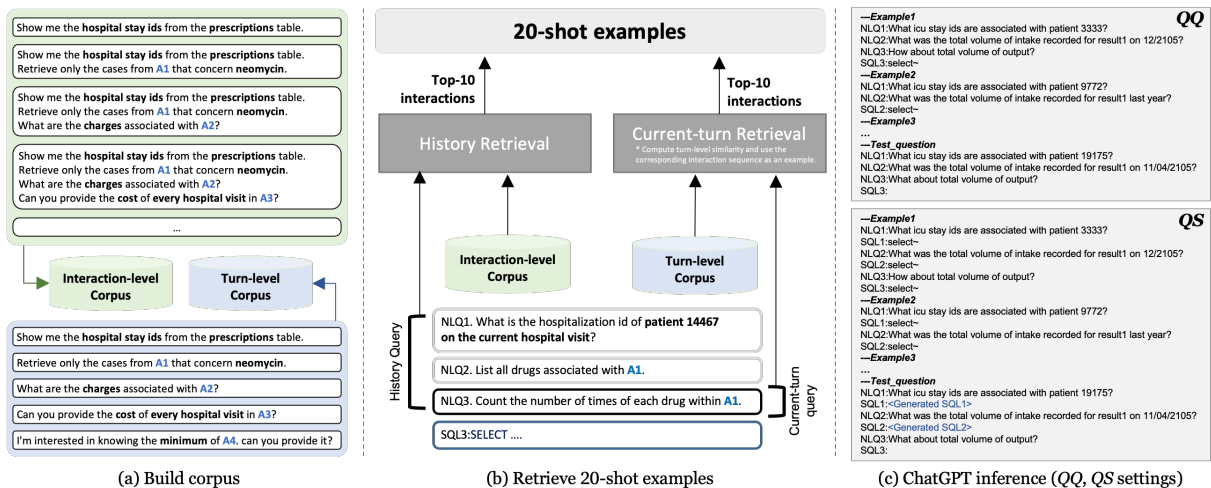 Show me the hospital stay ids from the prescriptions table.
Show me the hospital stay ids from the prescriptions table.
Retrieve only the cases from A1 that concern neomycin.
Show me the hospital stay ids from the prescriptions table.
Retrieve only the cases from A1 that concern neomycin.
What are the charges associated with A2?
Show me the hospital stay ids from the prescriptions table.
Retrieve only the cases from A1 that concern neomycin.
What are the charges associated with A2?
Can you provide the cost of every hospital visit in A3?
...
Interaction-level
Corpus
Turn-level
Corpus
Show me the hospital stay ids from the prescriptions table.
Retrieve only the cases from A1 that concern neomycin.
What are the charges associated with A2?
Can you provide the cost of every hospital visit in A3?
I'm interested in knowing the minimum of A4. can you provide it?
(a) Build corpus
20-shot examples
Top-10
interactions
Top-10
interactions
History Retrieval
Current-turn Retrieval
* Compute turn-level similarity and use the
corresponding interaction sequence as an example.
Interaction-level
Corpus
Turn-level
Corpus
History Query
NLQ1. What is the hospitalization id of patient 14467
on the current hospital visit?
NLQ2. List all drugs associated with A1.
NLQ3. Count the number of times of each drug within A1.
SQL3:SELECT ....
Current-turn
query
(b) Retrieve 20-shot examples
QQ
---Example1
NLQ1:What icu stay ids are associated with patient 3333?
NLQ2:What was the total volume of intake recorded for result1 on 12/2105?
NLQ3:How about total volume of output?
SQL3:select~
---Example2
NLQ1:What icu stay ids are associated with patient 9772?
NLQ2:What was the total volume of intake recorded for result1 last year?
SQL2:select~
---Example3
...
---Test_question
NLQ1:What icu stay ids are associated with patient 19175?
NLQ2:What was the total volume of intake recorded for result1 on 11/04/2105?
NLQ3:What about total volume of output?
SQL3:
QS
---Example1
NLQ1:What icu stay ids are associated with patient 3333?
SQL1:select~
NLQ2:What was the total volume of intake recorded for result1 on 12/2105?
SQL2:select~
NLQ3:How about total volume of output?
SQL3:select~
---Example2
NLQ1:What icu stay ids are associated with patient 9772?
SQL1:select~
NLQ2:What was the total volume of intake recorded for result1 last year?
SQL2:select~
---Example3
...
---Test_question
NLQ1:What icu stay ids are associated with patient 19175?
SQL1:<Generated SQL1>
NLQ2:What was the total volume of intake recorded for result1 on 11/04/2105?
SQL2:<Generated SQL2>
NLQ3:What about total volume of output?
SQL3:
(c) ChatGPT inference (QQ, QS settings)